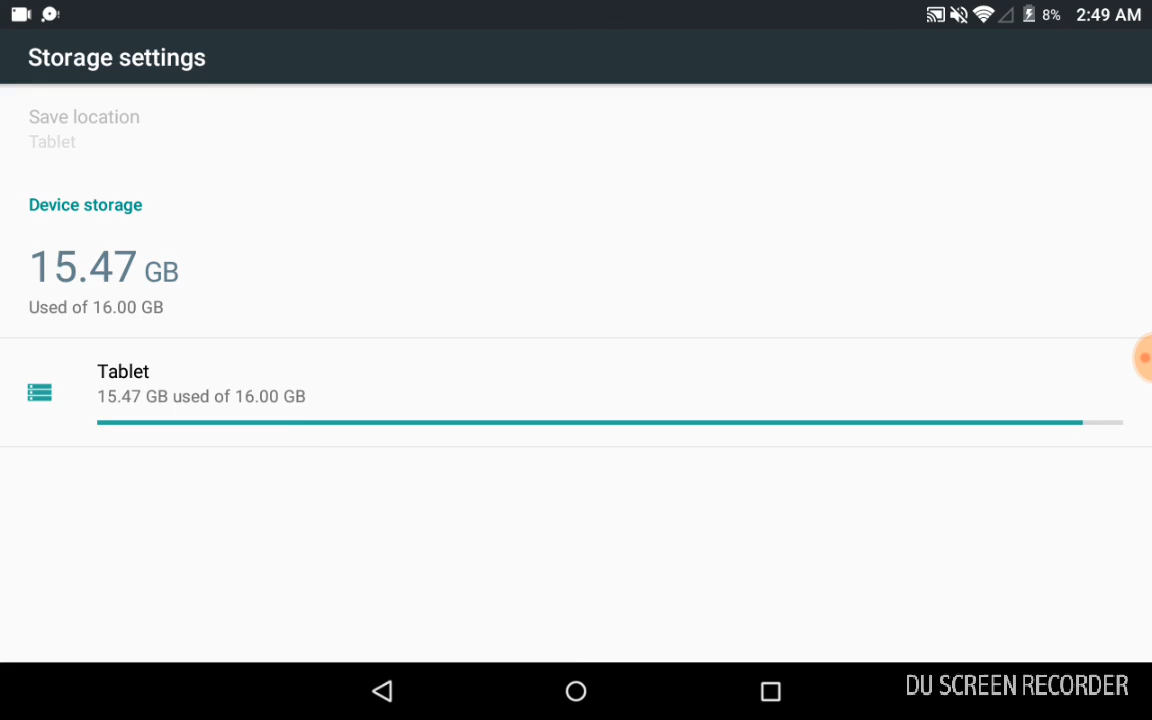 8% 2:49 AM
Storage settings
Save location
Tablet
Device storage
15.47 GB
Used of 16.00 GB
Tablet
15.47 GB used of 16.00 GB
DU SCREEN RECORDER